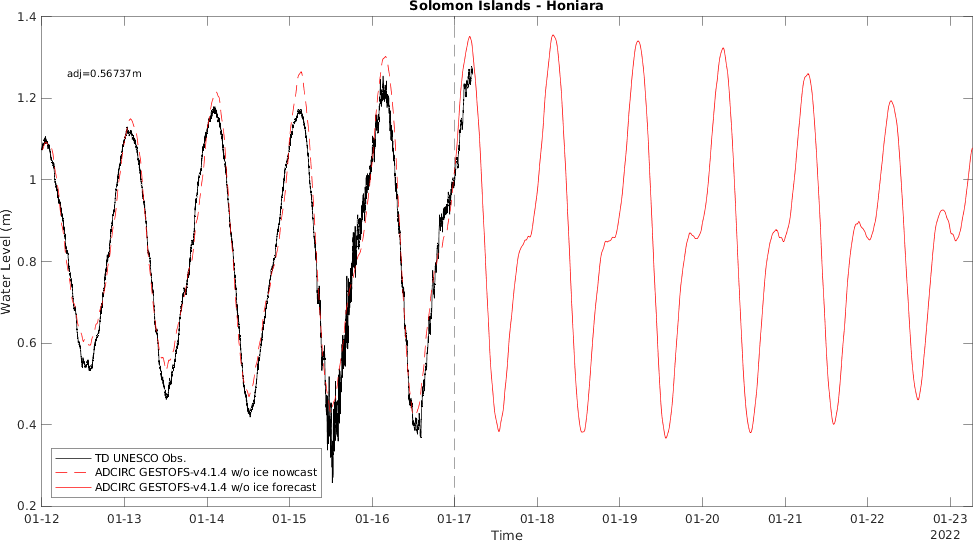 Solomon Islands - Honiara
1.4
1.2
1
0.8
0.6
0.4
0.2
Water Level (m)
adj=0.56737m
TD UNESCO Obs.
ADCIRC GESTOFS-v4.1.4 w/o ice nowcast
ADCIRC GESTOFS-v4.1.4 w/o ice forecast
01-12 01-13 01-14 01-15 01-16 01-17 01-18 01-19 01-20 01-21 01-22 01-23
Time
2022